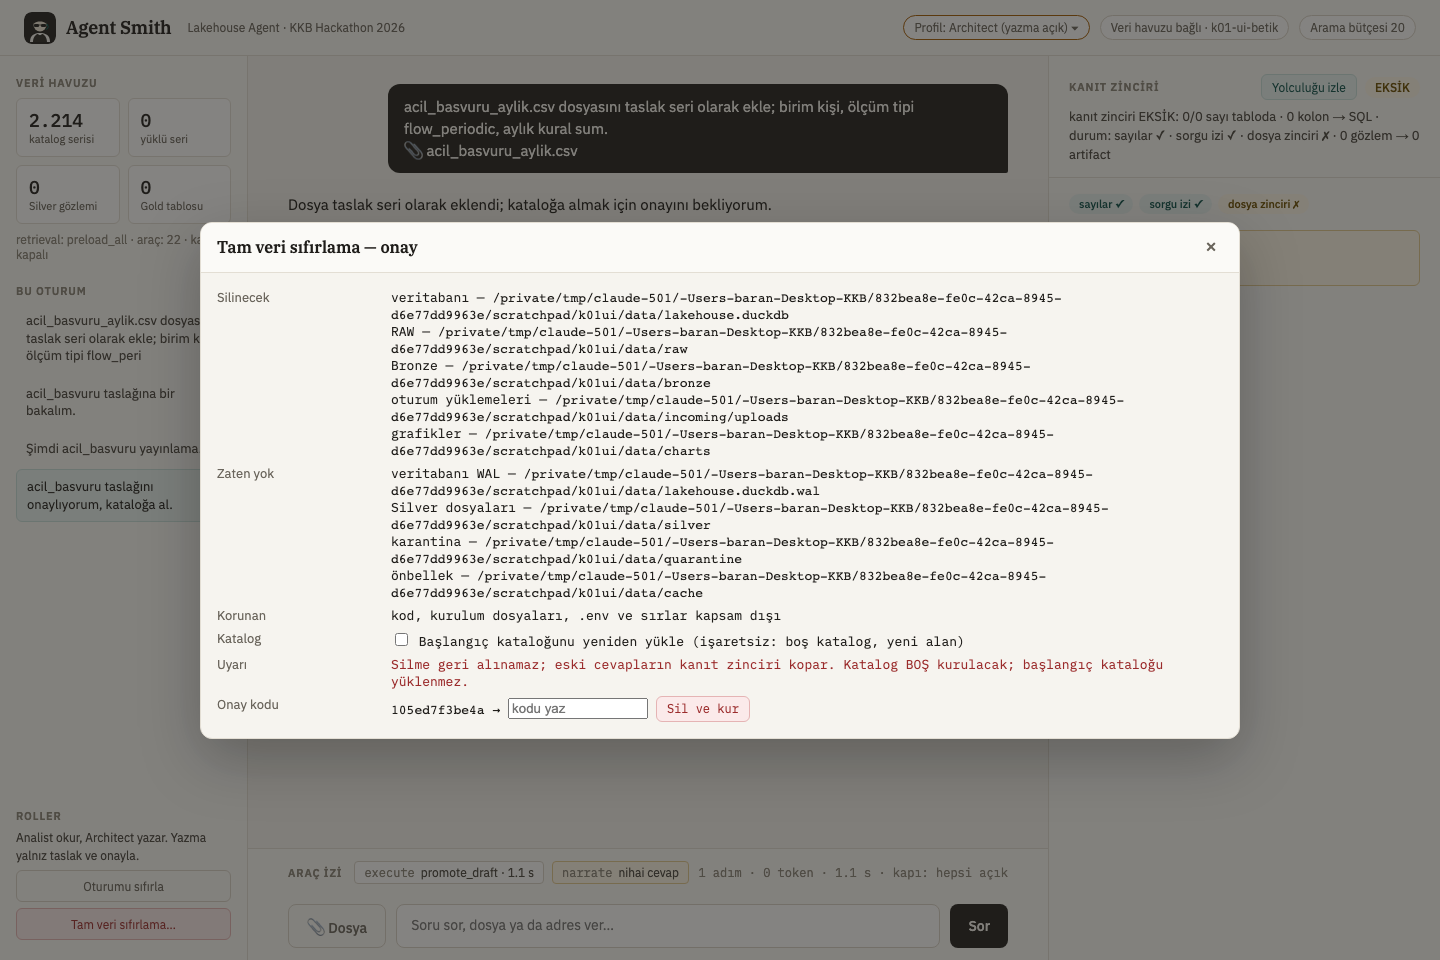 Agent Smith
Lakehouse Agent · KKB Hackathon 2026
Profil: Architect (yazma açık)
Veri havuzu bağlı · k01-ui-betik
Arama bütçesi 20
VERİ HAVUZU
2.214
katalog serisi
0
yüklü seri
0
Silver gözlemi
0
Gold tablosu
retrieval: preload_all · araç: 22 ·
kapalı
BU OTURUM
acil_basvuru_aylik.csv dosyas
taslak seri olarak ekle; birim k
ölçüm tipi flow_peri
acil_basvuru taslağına bir
bakalım.
Şimdi acil_basvuru yayınlama
acil_basvuru taslağını
onaylıyorum, kataloğa al.
ROLLER
Analist okur, Architect yazar. Yazma
yalnız taslak ve onayla.
Oturumu sıfırla
Tam veri sıfırlama...
acil_basvuru_aylik.csv dosyasını taslak seri olarak ekle; birim kişi, ölçüm tipi
flow_periodic, aylık kural sum.
acil_basvuru_aylik.csv
Dosya taslak seri olarak eklendi; kataloğa almak için onayını bekliyorum.
KANIT ZİNCİRİ
Yolculuğu izle
EKSİK
kanıt zinciri EKSİK: 0/0 sayı tabloda · 0 kolon → SQL ·
durum: sayılar ✓ · sorgu izi ✓ · dosya zinciri ✗ · 0 gözlem → 0
artifact
sayılar ✓
sorgu izi ✓
dosya zinciri ✗
Tam veri sıfırlama — onay
×
Silinecek
veritabanı — /private/tmp/claude-501/-Users-baran-Desktop-KKB/832bea8e-fe0c-42ca-8945-
d6e77dd9963e/scratchpad/k01ui/data/lakehouse.duckdb
RAW — /private/tmp/claude-501/-Users-baran-Desktop-KKB/832bea8e-fe0c-42ca-8945-
d6e77dd9963e/scratchpad/k01ui/data/raw
Bronze — /private/tmp/claude-501/-Users-baran-Desktop-KKB/832bea8e-fe0c-42ca-8945-
d6e77dd9963e/scratchpad/k01ui/data/bronze
oturum yüklemeleri — /private/tmp/claude-501/-Users-baran-Desktop-KKB/832bea8e-fe0c-42ca-8945-
d6e77dd9963e/scratchpad/k01ui/data/incoming/uploads
grafikler — /private/tmp/claude-501/-Users-baran-Desktop-KKB/832bea8e-fe0c-42ca-8945-
d6e77dd9963e/scratchpad/k01ui/data/charts
Zaten yok
veritabanı WAL — /private/tmp/claude-501/-Users-baran-Desktop-KKB/832bea8e-fe0c-42ca-8945-
d6e77dd9963e/scratchpad/k01ui/data/lakehouse.duckdb.wal
Silver dosyaları — /private/tmp/claude-501/-Users-baran-Desktop-KKB/832bea8e-fe0c-42ca-8945-
d6e77dd9963e/scratchpad/k01ui/data/silver
karantina — /private/tmp/claude-501/-Users-baran-Desktop-KKB/832bea8e-fe0c-42ca-8945-
d6e77dd9963e/scratchpad/k01ui/data/quarantine
önbellek — /private/tmp/claude-501/-Users-baran-Desktop-KKB/832bea8e-fe0c-42ca-8945-
d6e77dd9963e/scratchpad/k01ui/data/cache
Korunan
kod, kurulum dosyaları, .env ve sırlar kapsam dışı
Katalog
Başlangıç kataloğunu yeniden yükle (işaretsiz: boş katalog, yeni alan)
Uyarı
Silme geri alınamaz; eski cevapların kanıt zinciri kopar. Katalog BOŞ kurulacak; başlangıç kataloğu
yüklenmez.
Onay kodu
105ed7f3be4a →
kodu yaz
Sil ve kur
ARAÇ İZİ
execute promote_draft · 1.1 s
narrate nihai cevap
1 adım · 0 token · 1.1 s · kapı: hepsi açık
Dosya
Soru sor, dosya ya da adres ver...
Sor